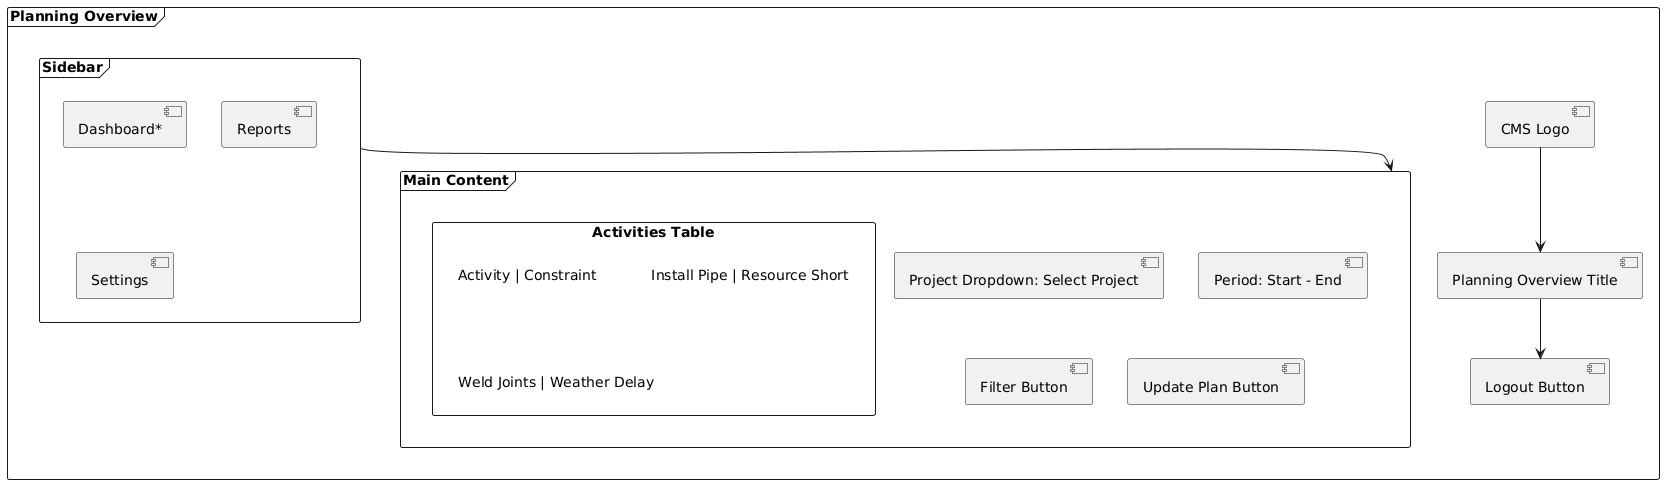 Planning Overview
Sidebar
Dashboard*
Reports
CMS Logo
Main Content
Activities Table
Activity | Constraint
Install Pipe | Resource Short
Project Dropdown: Select Project
Period: Start - End
Planning Overview Title
Settings
Weld Joints | Weather Delay
Filter Button
Update Plan Button
Logout Button